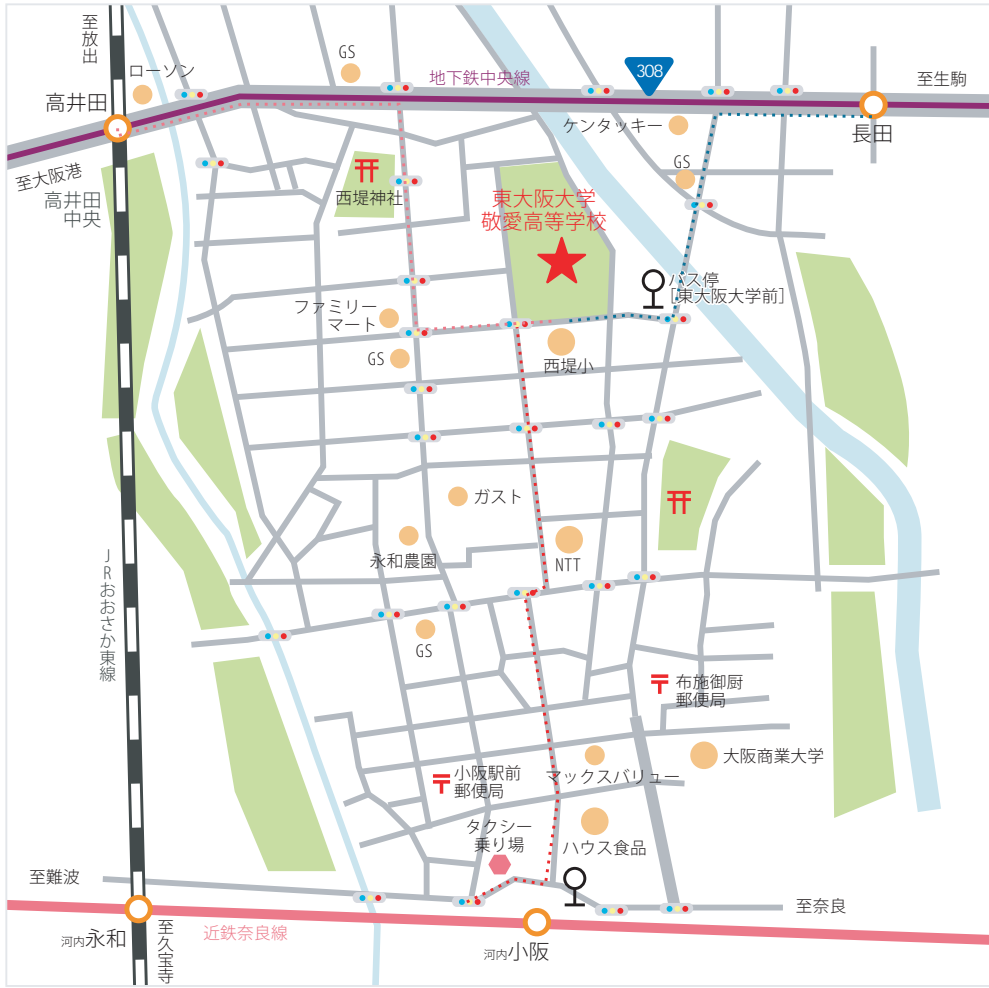 至放出
ローソン
GS
地下鉄中央線
308
至生駒
高井田
ケンタッキー
長田
至大阪港
高井田
中央
西堤神社
GS
東大阪大学
敬愛高等学校
バス停
[東大阪大学前]
ファミリー
マート
GS
西堤小
ガスト
永和農園
NTT
JRおおさか東線
GS
布施御厨
郵便局
大阪商業大学
小阪駅前
郵便局
マックスバリュー
タクシー
乗り場
ハウス食品
至難波
至奈良
河内永和
至久宝寺
近鉄奈良線
河内小阪